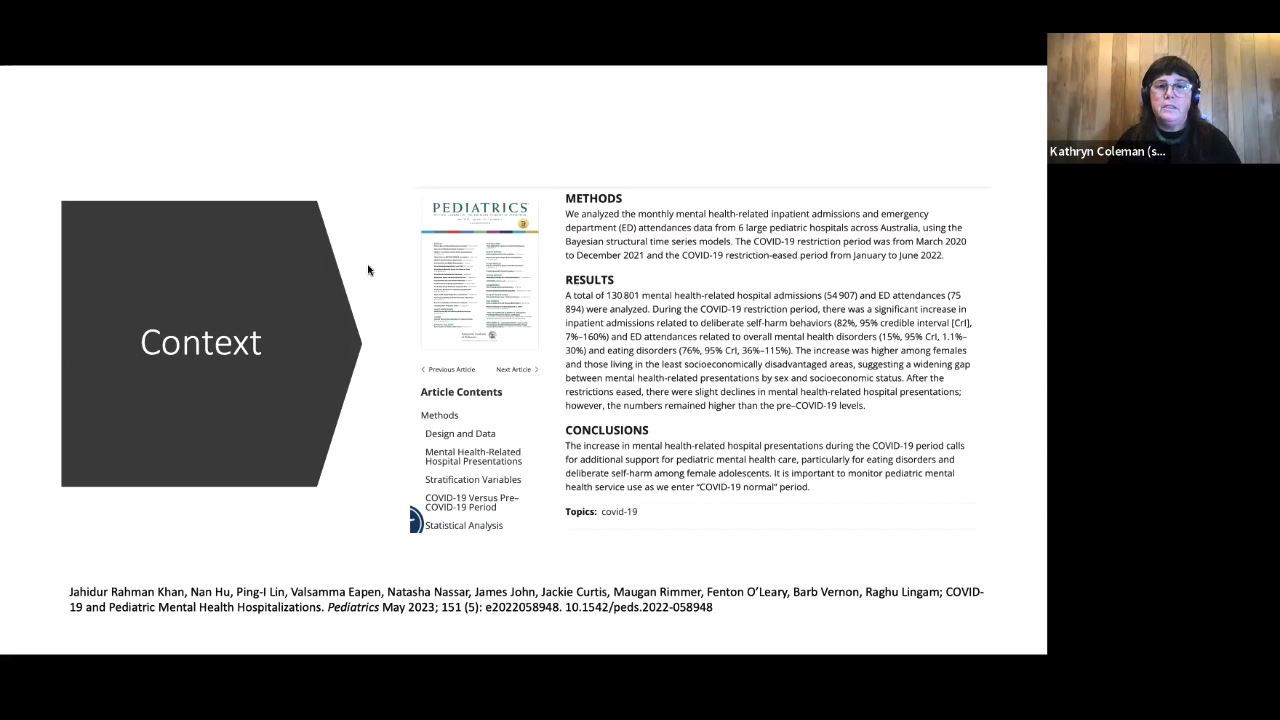 Kathryn Coleman (s...
Context
PEDIATRICS
Previous Article
Next Article
Article Contents
Methods
Design and Data
Mental Health-Related
Hospital Presentations
Stratification Variables
COVID-19 Versus Pre–
COVID-19 Period
Statistical Analysis
METHODS
We analyzed the monthly mental health-related inpatient admissions and emergency
department (ED) attendances data from 6 large pediatric hospitals across Australia, using the
Bayesian structural time series models. The COVID-19 restriction period was from March 2020
to December 2021 and the COVID-19 restriction-eased period from January to June 2022.
RESULTS
A total of 130 801 mental health-related hospital admissions (54 907) and ED attendances (75
894) were analyzed. During the COVID-19 restriction period, there was a significant increase in
inpatient admissions related to deliberate self-harm behaviors (82%, 95% credible interval [CrI],
7%–160%) and ED attendances related to overall mental health disorders (15%, 95% CrI, 1.1%–
30%) and eating disorders (76%, 95% CrI, 36%–115%). The increase was higher among females
and those living in the least socioeconomically disadvantaged areas, suggesting a widening gap
between mental health-related presentations by sex and socioeconomic status. After the
restrictions eased, there were slight declines in mental health-related hospital presentations;
however, the numbers remained higher than the pre–COVID-19 levels.
CONCLUSIONS
The increase in mental health-related hospital presentations during the COVID-19 period calls
for additional support for pediatric mental health care, particularly for eating disorders and
deliberate self-harm among female adolescents. It is important to monitor pediatric mental
health service use as we enter “COVID-19 normal” period.
Topics: covid-19
Jahidur Rahman Khan, Nan Hu, Ping-I Lin, Valsamma Eapen, Natasha Nassar, James John, Jackie Curtis, Maugan Rimmer, Fenton O’Leary, Barb Vernon, Raghu Lingam; COVID-
19 and Pediatric Mental Health Hospitalizations. Pediatrics May 2023; 151 (5): e2022058948. 10.1542/peds.2022-058948